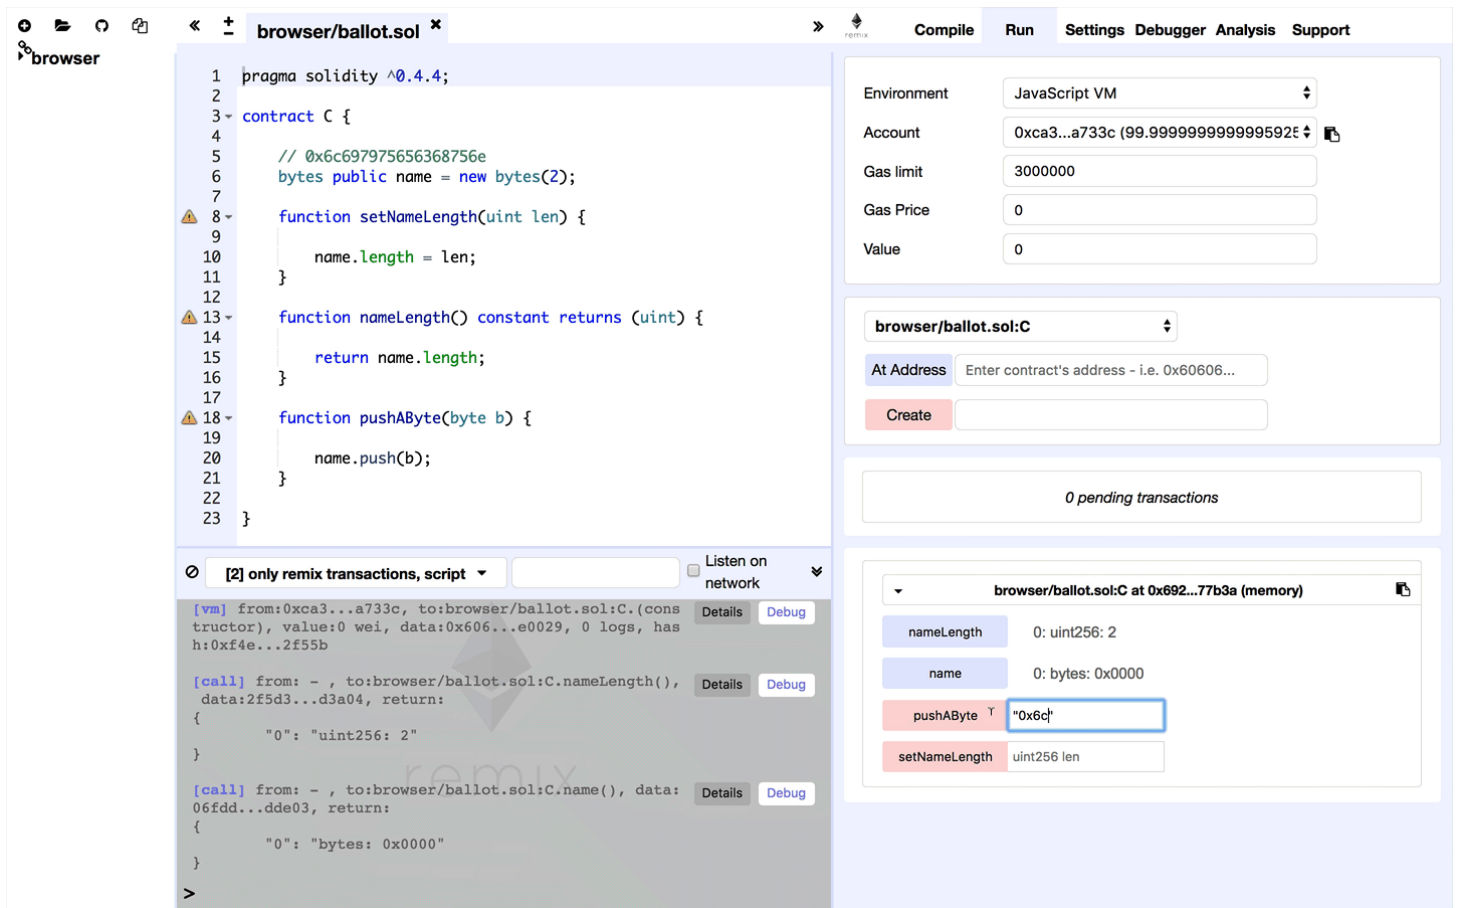 browser/ballot.sol
browser
1 pragma solidity ^0.4.4;
2
3 contract C {
4
5 // 0x6c697975656368756e
6 bytes public name = new bytes(2);
7
8 function setNameLength(uint len) {
9
10 name.length = len;
11 }
12
13 function nameLength() constant returns (uint) {
14
15 return name.length;
16 }
17
18 function pushAByte(byte b) {
19
20 name.push(b);
21 }
22
23 }
[2] only remix transactions, script
Listen on
network
[vm] from:0xca3...a733c, to:browser/ballot.sol:C.(cons
tructor), value:0 wei, data:0x606...e0029, 0 logs, has
h:0xf4e...2f55b
Details Debug
[call] from: - , to:browser/ballot.sol:C.nameLength(),
data:2f5d3...d3a04, return:
{
"0": "uint256: 2"
}
Details Debug
remix
[call] from: - , to:browser/ballot.sol:C.name(), data:
06fdd...dde03, return:
{
"0": "bytes: 0x0000"
}
Details Debug
>
remix
Compile Run Settings Debugger Analysis Support
Environment JavaScript VM
Account 0xca3...a733c (99.9999999999995925
Gas limit 3000000
Gas Price 0
Value 0
browser/ballot.sol:C
At Address Enter contract's address - i.e. 0x60606...
Create
0 pending transactions
browser/ballot.sol:C at 0x692...77b3a (memory)
nameLength 0: uint256: 2
name 0: bytes: 0x0000
pushAByte "0x6c"
setNameLength uint256 len